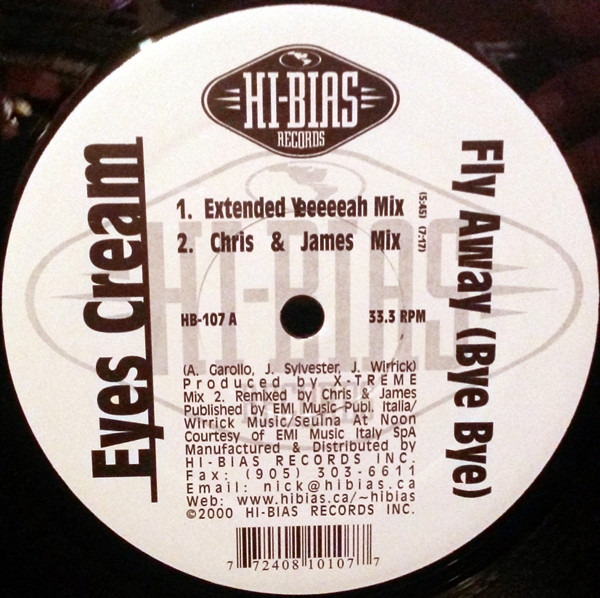 HI-BIAS
RECORDS
Eyes Cream
Fly Away (Bye Bye)
1. Extended Yeeeeeah Mix (5:45)
2. Chris & James Mix (7:17)
HI-BIAS
HB-107 A 33.3 RPM
(A. Garollo, J. Sylvester, J. Wirrick)
Produced by X-TREME
Mix 2. Remixed by Chris & James
Published by EMI Music Publ. Italia/
Wirrick Music/Seulna At Noon
Courtesy of EMI Music Italy SpA
Manufactured & Distributed by
HI-BIAS RECORDS INC.
Fax: (905) 303-6611
Email: nick@hibias.ca
Web: www.hibias.ca/~hibias
©2000 HI-BIAS RECORDS INC.
7 72408 10107 7